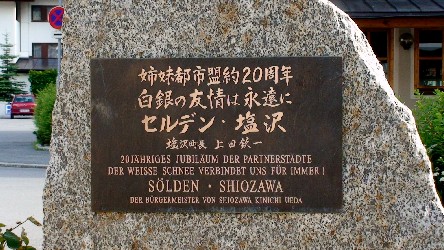 姉妹都市盟約20周年
白銀の友情は永遠に
セルデン・塩沢
塩沢町長 上田鉄一
20JÄHRIGES JUBILÄUM DER PARTNERSTÄDTE
DER WEISSE SCHNEE VERBINDET UNS FÜR IMMER!
SÖLDEN · SHIOZAWA
DER BÜRGERMEISTER VON SHIOZAWA KINICHI UEDA